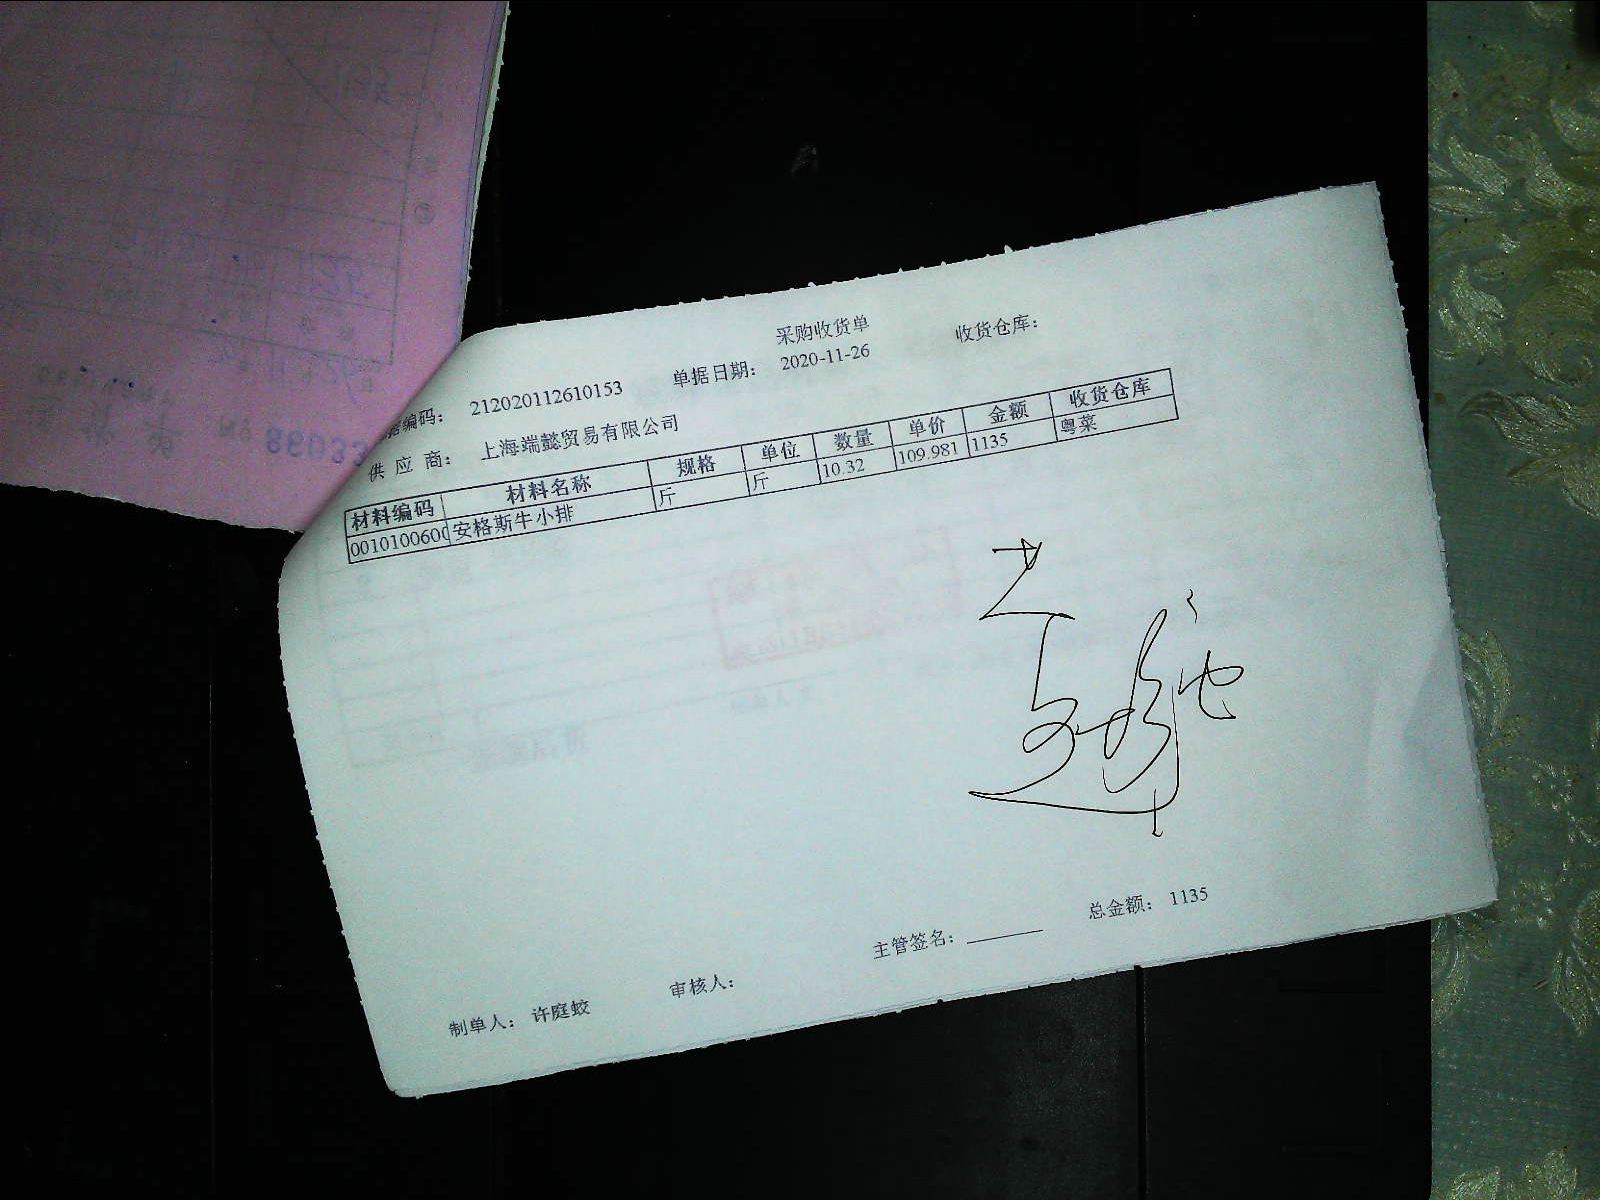 采购收货单
据编码： 212020112610153 单据日期： 2020-11-26 收货仓库：
供 应 商： 上海端懿贸易有限公司
材料编码 材料名称 规格 单位 数量 单价 金额 收货仓库
0010100600 安格斯牛小排 斤 斤 10.32 109.981 1135 粤菜
总金额： 1135
主管签名：
制单人： 许庭蛟 审核人：